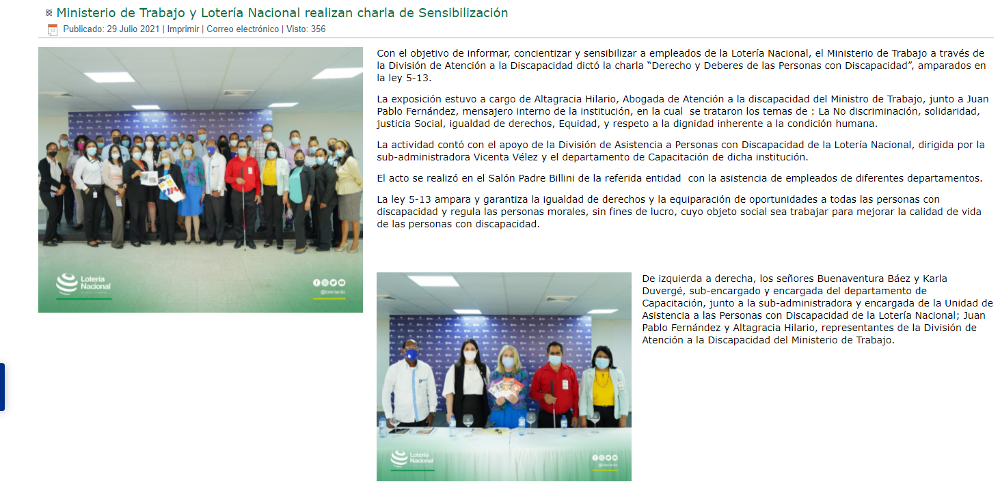 Ministerio de Trabajo y Lotería Nacional realizan charla de Sensibilización
Publicado: 29 Julio 2021 | Imprimir | Correo electrónico | Visto: 356
Con el objetivo de informar, concientizar y sensibilizar a empleados de la Lotería Nacional, el Ministerio de Trabajo a través de
la División de Atención a la Discapacidad dictó la charla “Derecho y Deberes de las Personas con Discapacidad”, amparados en
la ley 5-13.
La exposición estuvo a cargo de Altagracia Hilario, Abogada de Atención a la discapacidad del Ministro de Trabajo, junto a Juan
Pablo Fernández, mensajero interno de la institución, en la cual  se trataron los temas de : La No discriminación, solidaridad,
justicia Social, igualdad de derechos, Equidad, y respeto a la dignidad inherente a la condición humana.
La actividad contó con el apoyo de la División de Asistencia a Personas con Discapacidad de la Lotería Nacional, dirigida por la
sub-administradora Vicenta Vélez y el departamento de Capacitación de dicha institución.
El acto se realizó en el Salón Padre Billini de la referida entidad  con la asistencia de empleados de diferentes departamentos.
La ley 5-13 ampara y garantiza la igualdad de derechos y la equiparación de oportunidades a todas las personas con
discapacidad y regula las personas morales, sin fines de lucro, cuyo objeto social sea trabajar para mejorar la calidad de vida
de las personas con discapacidad.
Lotería
Nacional
@loteriardo
De izquierda a derecha, los señores Buenaventura Báez y Karla
Duvergé, sub-encargado y encargada del departamento de
Capacitación, junto a la sub-administradora y encargada de la Unidad de
Asistencia a las Personas con Discapacidad de la Lotería Nacional; Juan
Pablo Fernández y Altagracia Hilario, representantes de la División de
Atención a la Discapacidad del Ministerio de Trabajo.
Lotería
Nacional
@loteriardo